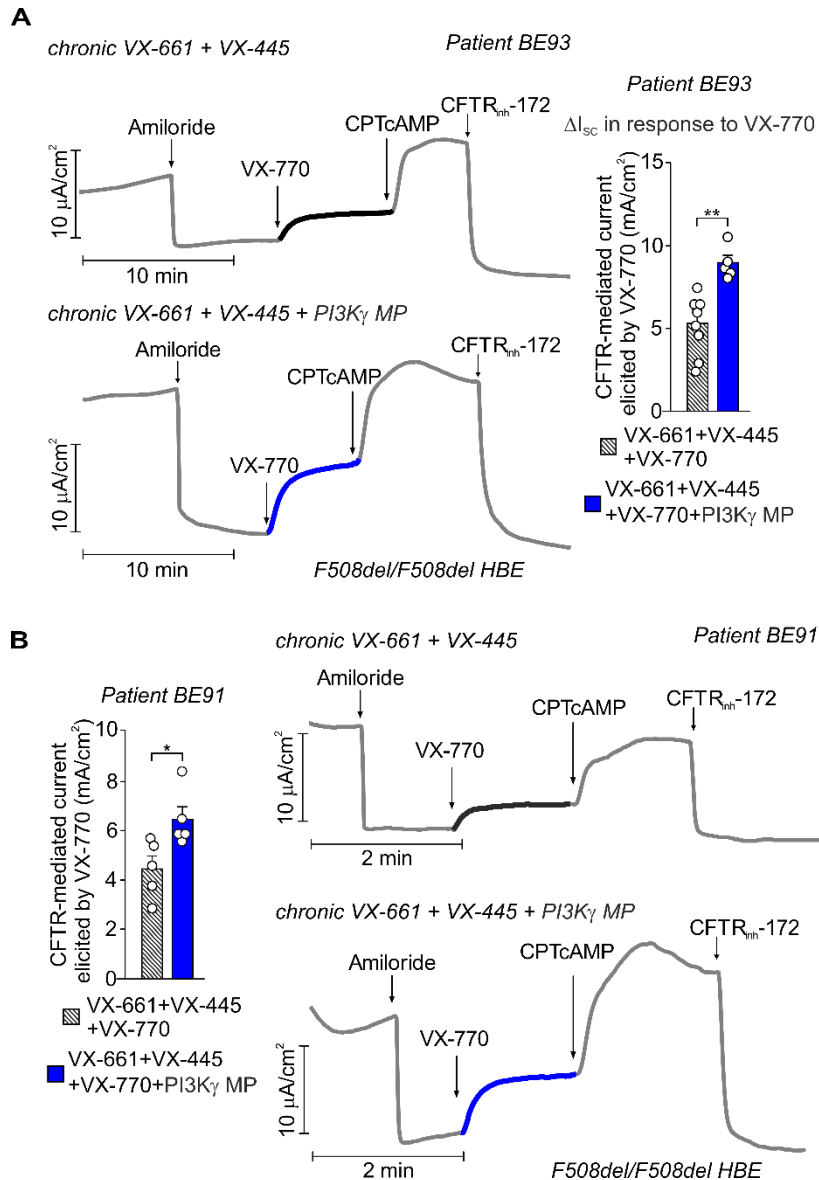 A
chronic VX-661 + VX-445
Patient BE93
Amiloride
VX-770
CPTcAMP
CFTRinh-172
10 μA/cm²
10 min
chronic VX-661 + VX-445 + PI3Kγ MP
Amiloride
VX-770
CPTcAMP
CFTRinh-172
10 μA/cm²
10 min
F508del/F508del HBE
Patient BE93
ΔISC in response to VX-770
CFTR-mediated current
elicited by VX-770 (mA/cm²)
15
10
5
0
**
VX-661+VX-445
+VX-770
VX-661+VX-445
+VX-770+PI3Kγ MP
B
Patient BE91
CFTR-mediated current
elicited by VX-770 (mA/cm²)
10
8
6
4
2
0
*
VX-661+VX-445
+VX-770
VX-661+VX-445
+VX-770+PI3Kγ MP
chronic VX-661 + VX-445
Patient BE91
Amiloride
VX-770
CPTcAMP
CFTRinh-172
10 μA/cm²
2 min
chronic VX-661 + VX-445 + PI3Kγ MP
Amiloride
VX-770
CPTcAMP
CFTRinh-172
10 μA/cm²
2 min
F508del/F508del HBE